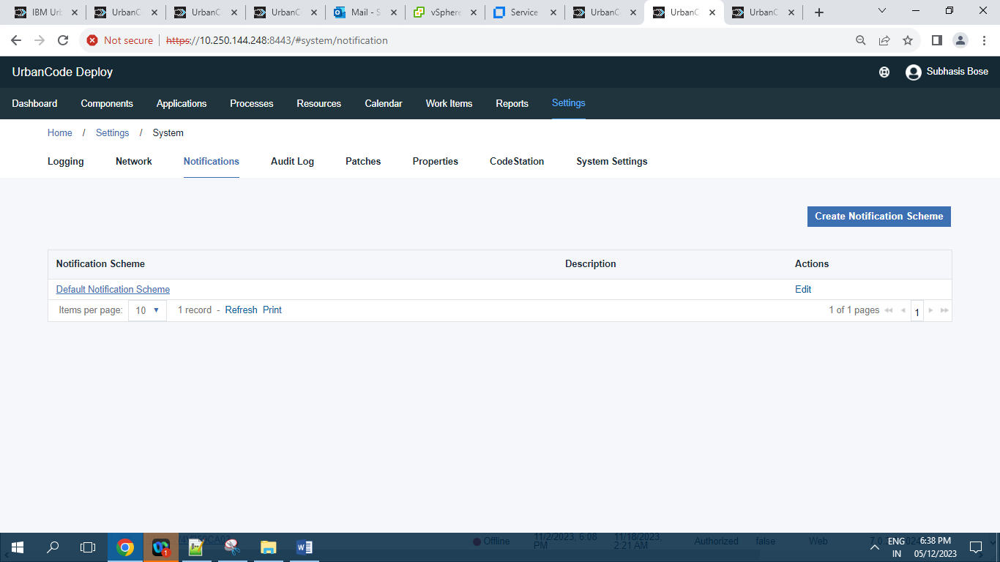 IBM Urb UrbanC UrbanC UrbanC Mail - S vSphere Service UrbanC UrbanC UrbanC
Not secure https://10.250.144.248:8443/#system/notification
UrbanCode Deploy Subhasis Bose
Dashboard Components Applications Processes Resources Calendar Work Items Reports Settings
Home / Settings / System
Logging Network Notifications Audit Log Patches Properties CodeStation System Settings
Create Notification Scheme
Notification Scheme Description Actions
Default Notification Scheme Edit
Items per page: 10 1 record - Refresh Print 1 of 1 pages 1
Offline 11/2/2023, 6:08 PM 11/18/2023, 2:21 AM Authorized false Web
ENG 6:38 PM
IN 05/12/2023
1